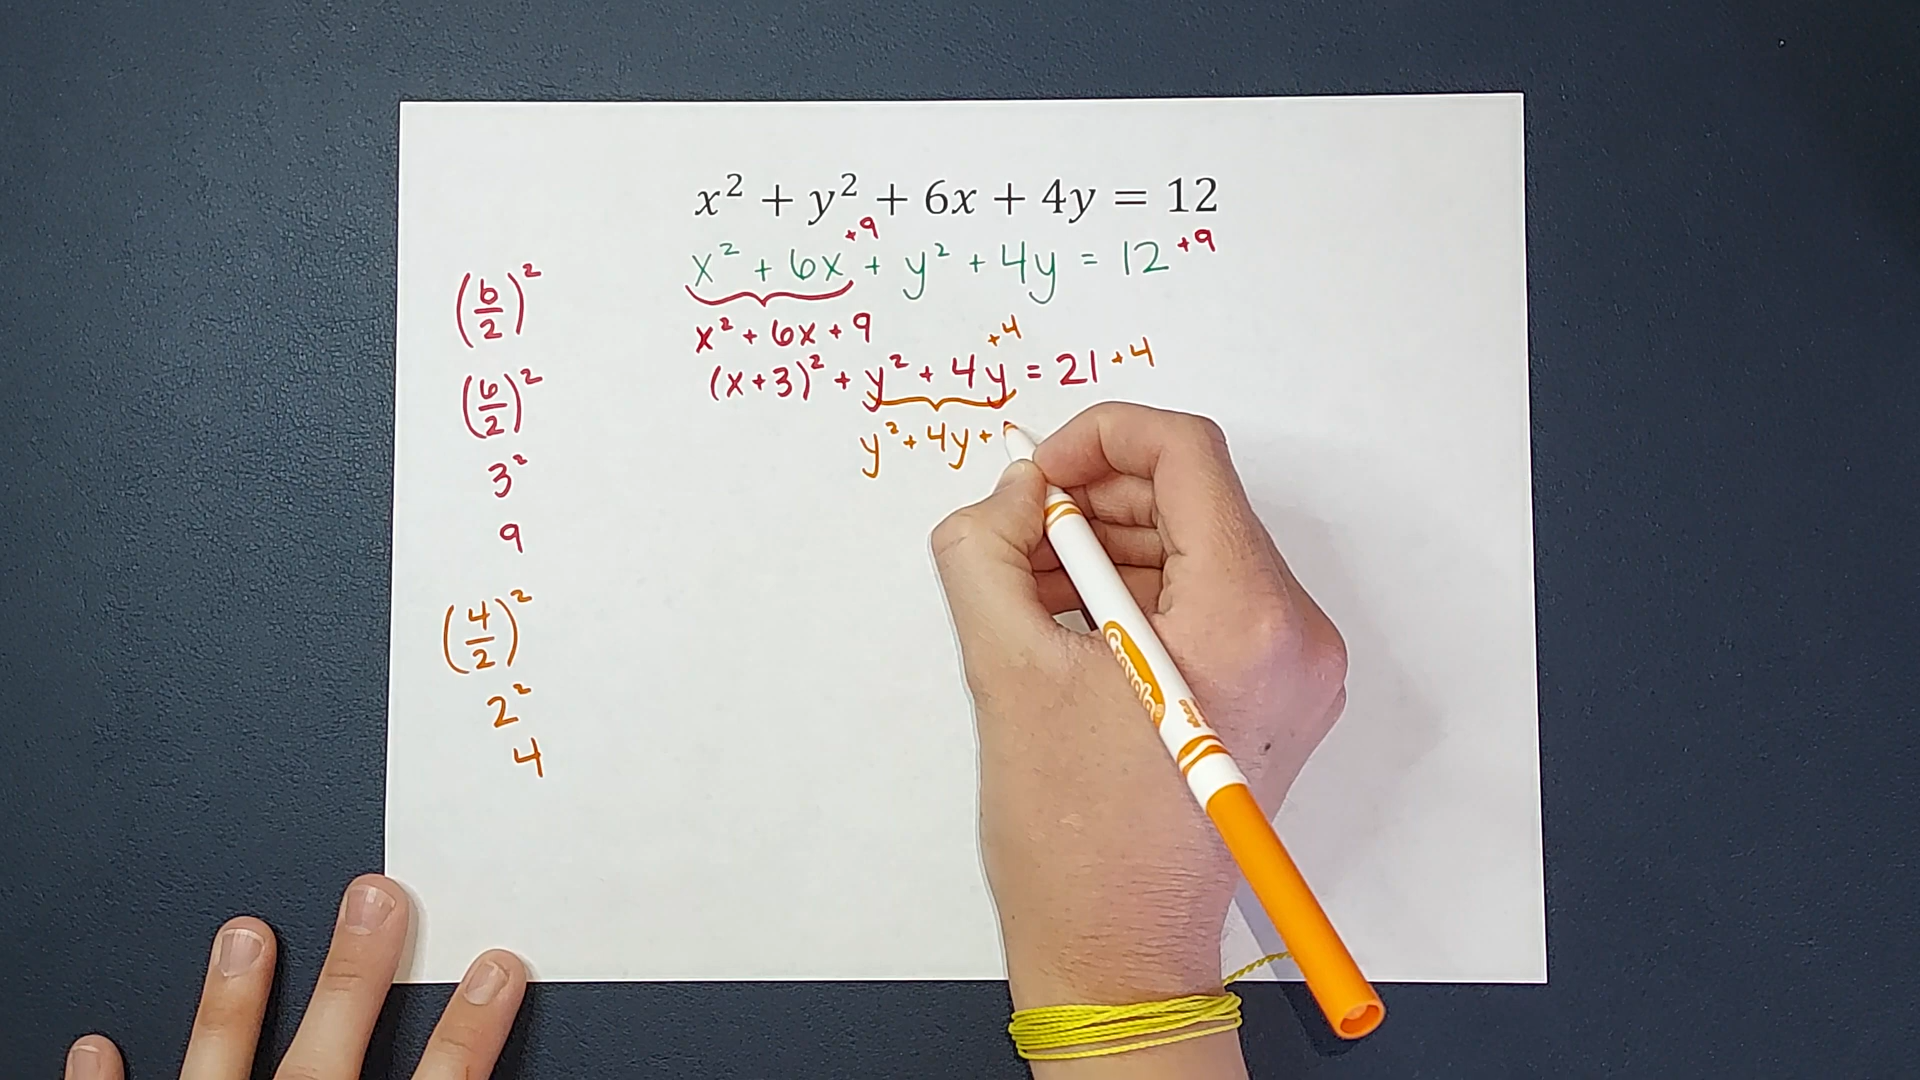 x² + y² + 6x + 4y = 12
+9
x² + 6x + y² + 4y = 12 +9
x² + 6x + 9
+4
(x+3)² + y² + 4y = 21 +4
y² + 4y +
(6/2)²
(6/2)²
3²
9
(4/2)²
2²
4
Crayola